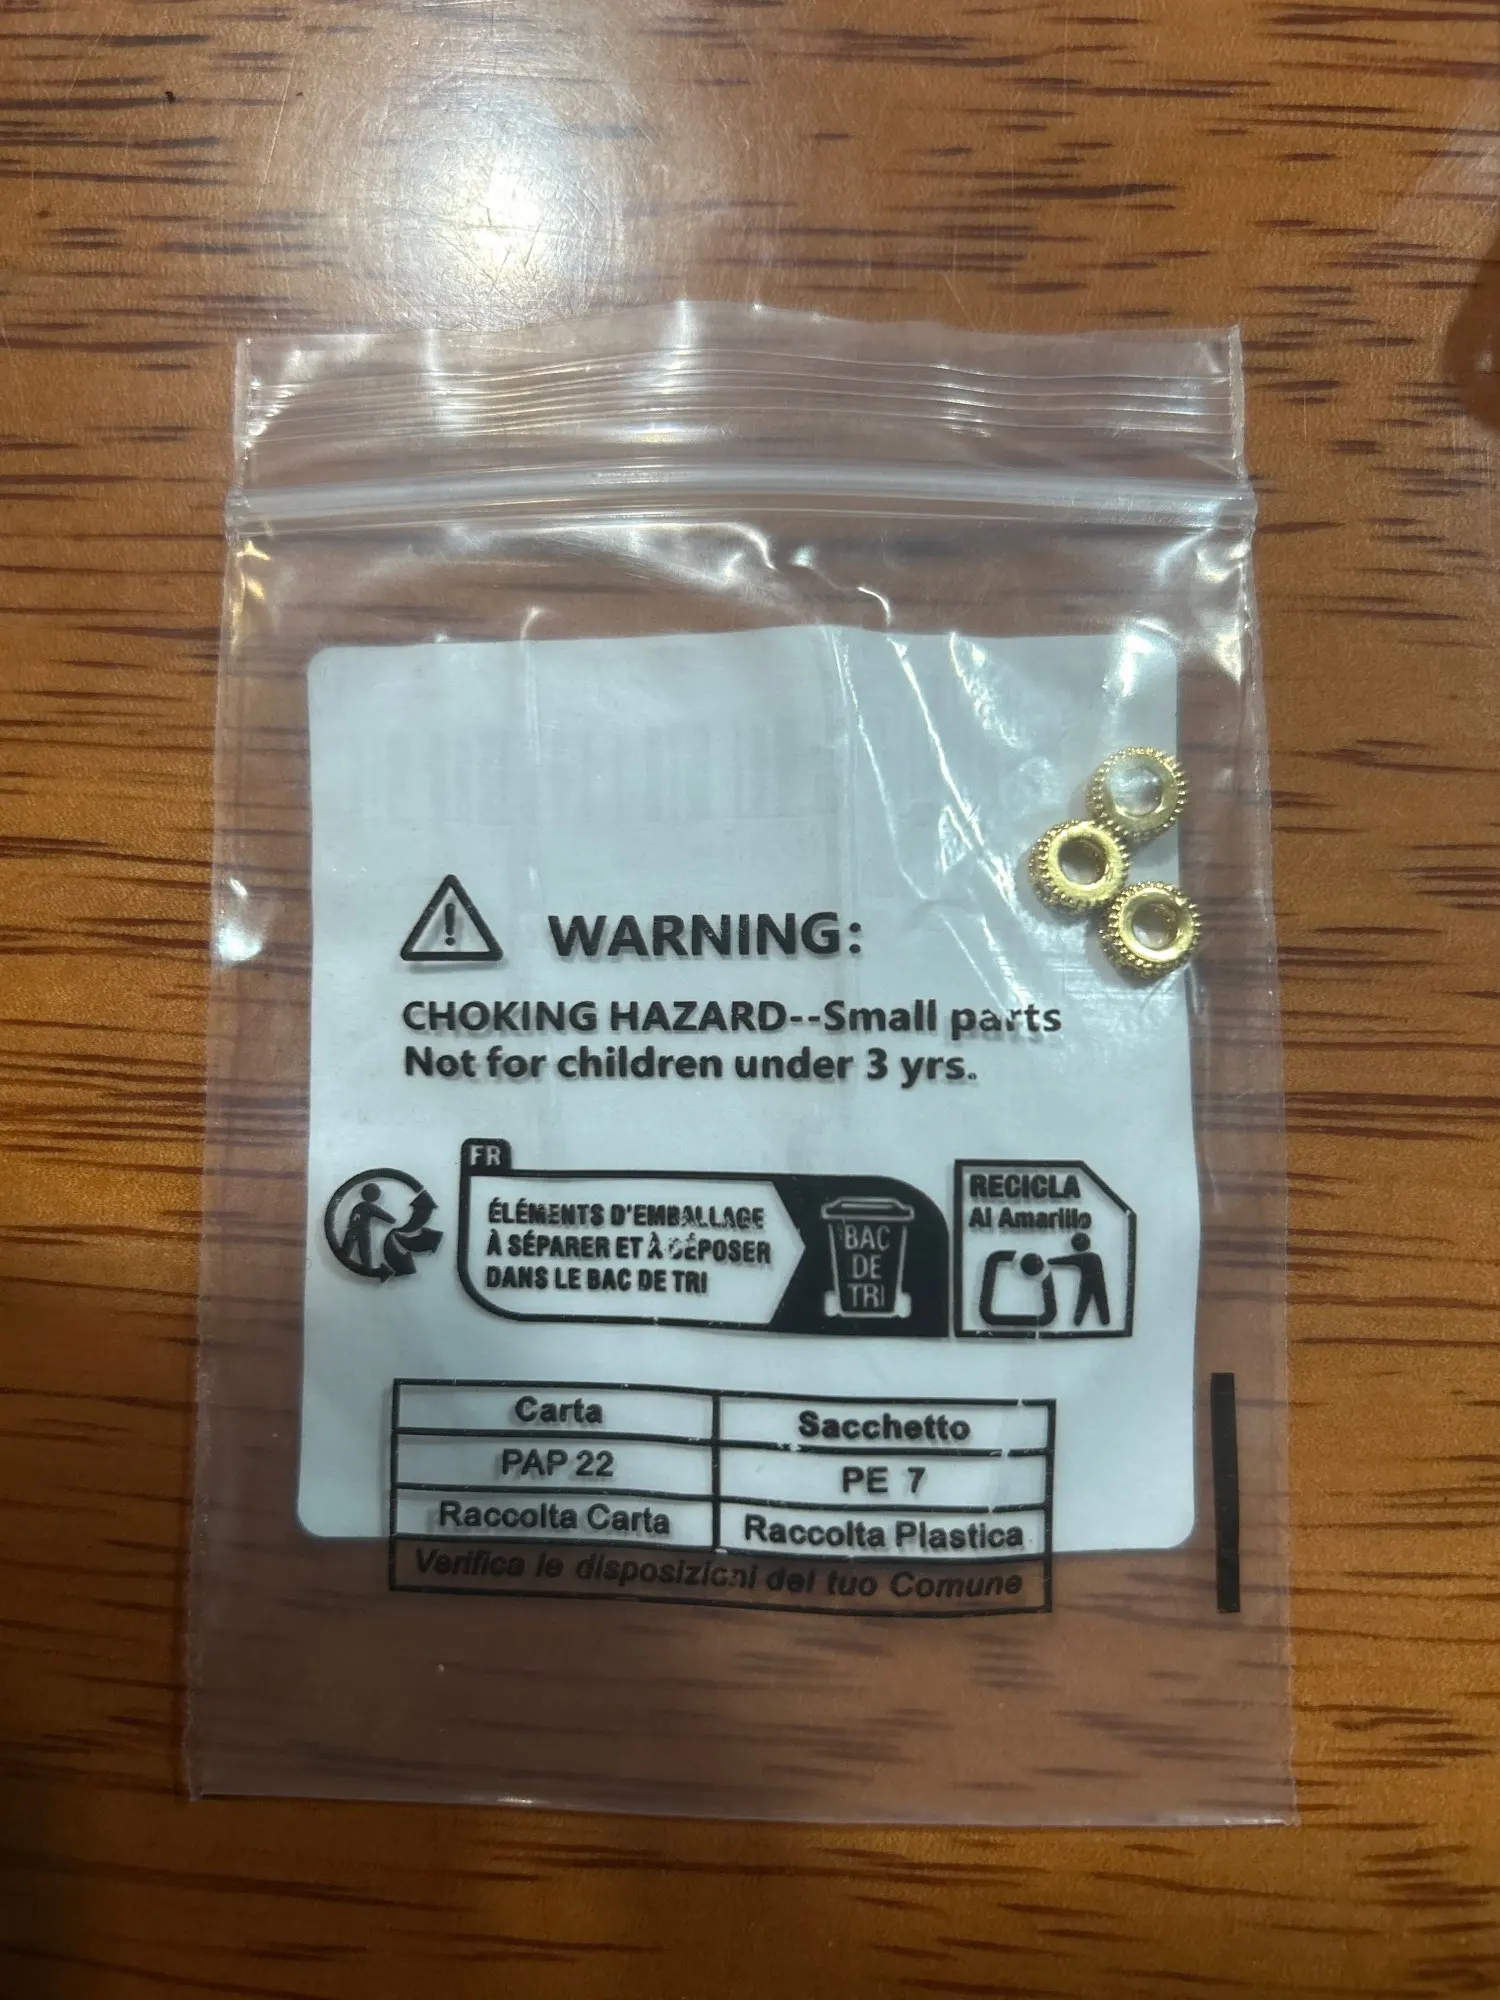 WARNING:
CHOKING HAZARD--Small parts
Not for children under 3 yrs.
FR
ÉLÉMENTS D'EMBALLAGE
À SÉPARER ET À DÉPOSER
DANS LE BAC DE TRI
BAC
DE
TRI
RECICLA
Al Amarillo
Carta Sacchetto
PAP 22 PE 7
Raccolta Carta Raccolta Plastica
Verifica le disposizioni del tuo Comune